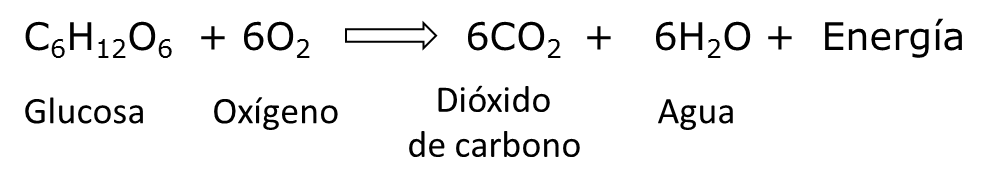 C₆H₁₂O₆ + 6O₂ ⟹ 6CO₂ + 6H₂O + Energía
Glucosa Oxígeno Dióxido de carbono Agua